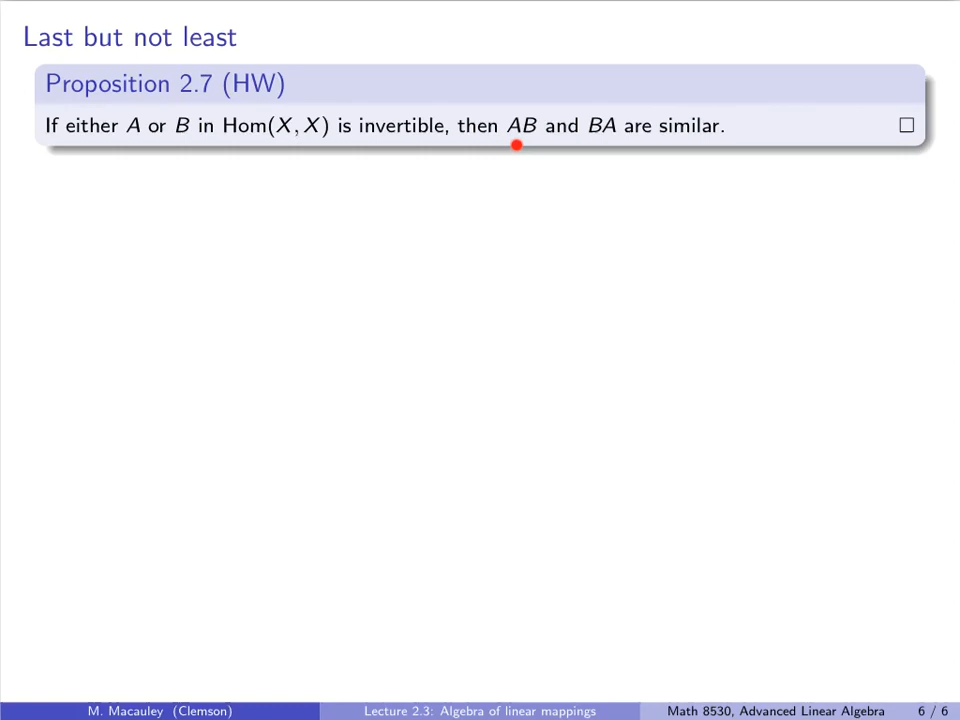 Last but not least
Proposition 2.7 (HW)
If either A or B in Hom(X, X) is invertible, then AB and BA are similar. □
M. Macauley (Clemson) Lecture 2.3: Algebra of linear mappings Math 8530, Advanced Linear Algebra 6 / 6